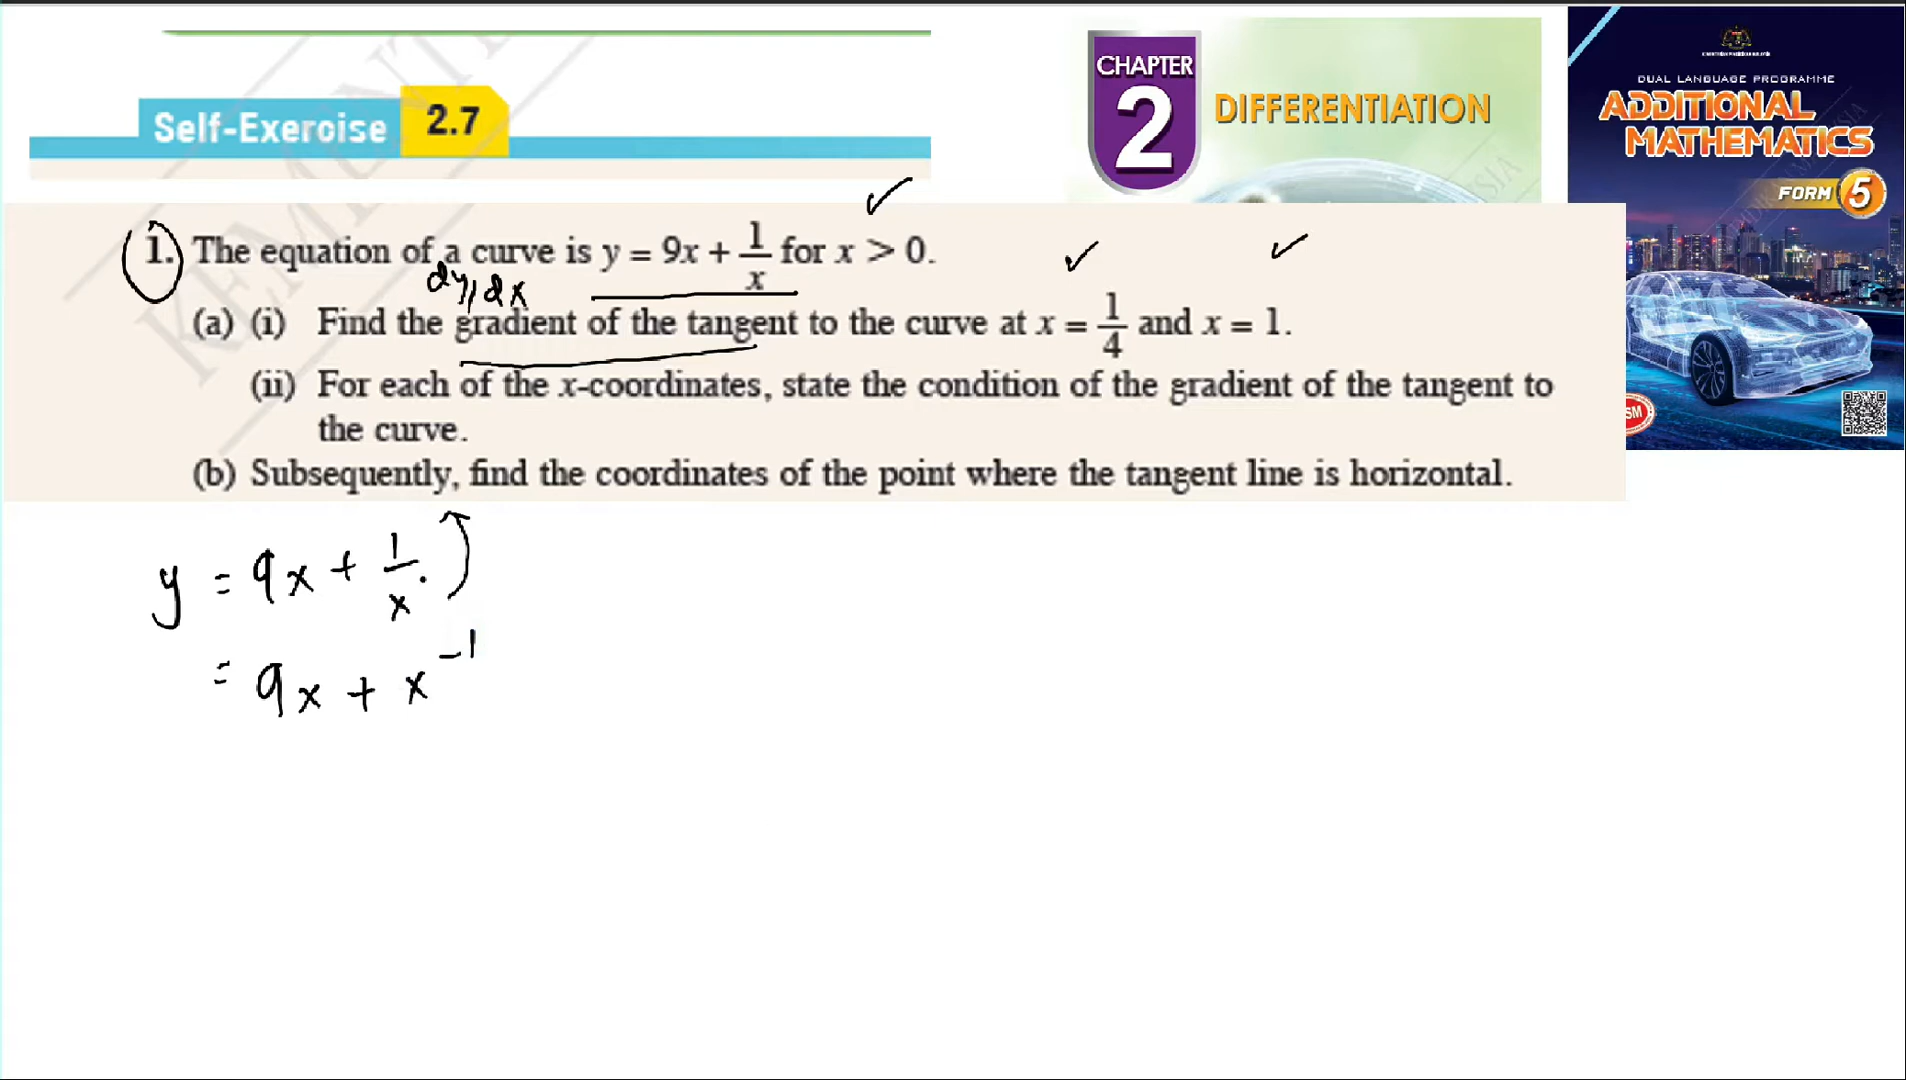 Self-Exercise 2.7
CHAPTER
2
DIFFERENTIATION
DUAL LANGUAGE PROGRAMME
ADDITIONAL
MATHEMATICS
FORM 5
1. The equation of a curve is y = 9x + 1/x for x > 0.
dy/dx
(a) (i) Find the gradient of the tangent to the curve at x = 1/4 and x = 1.
(ii) For each of the x-coordinates, state the condition of the gradient of the tangent to
the curve.
(b) Subsequently, find the coordinates of the point where the tangent line is horizontal.
y = 9x + 1/x
= 9x + x⁻¹